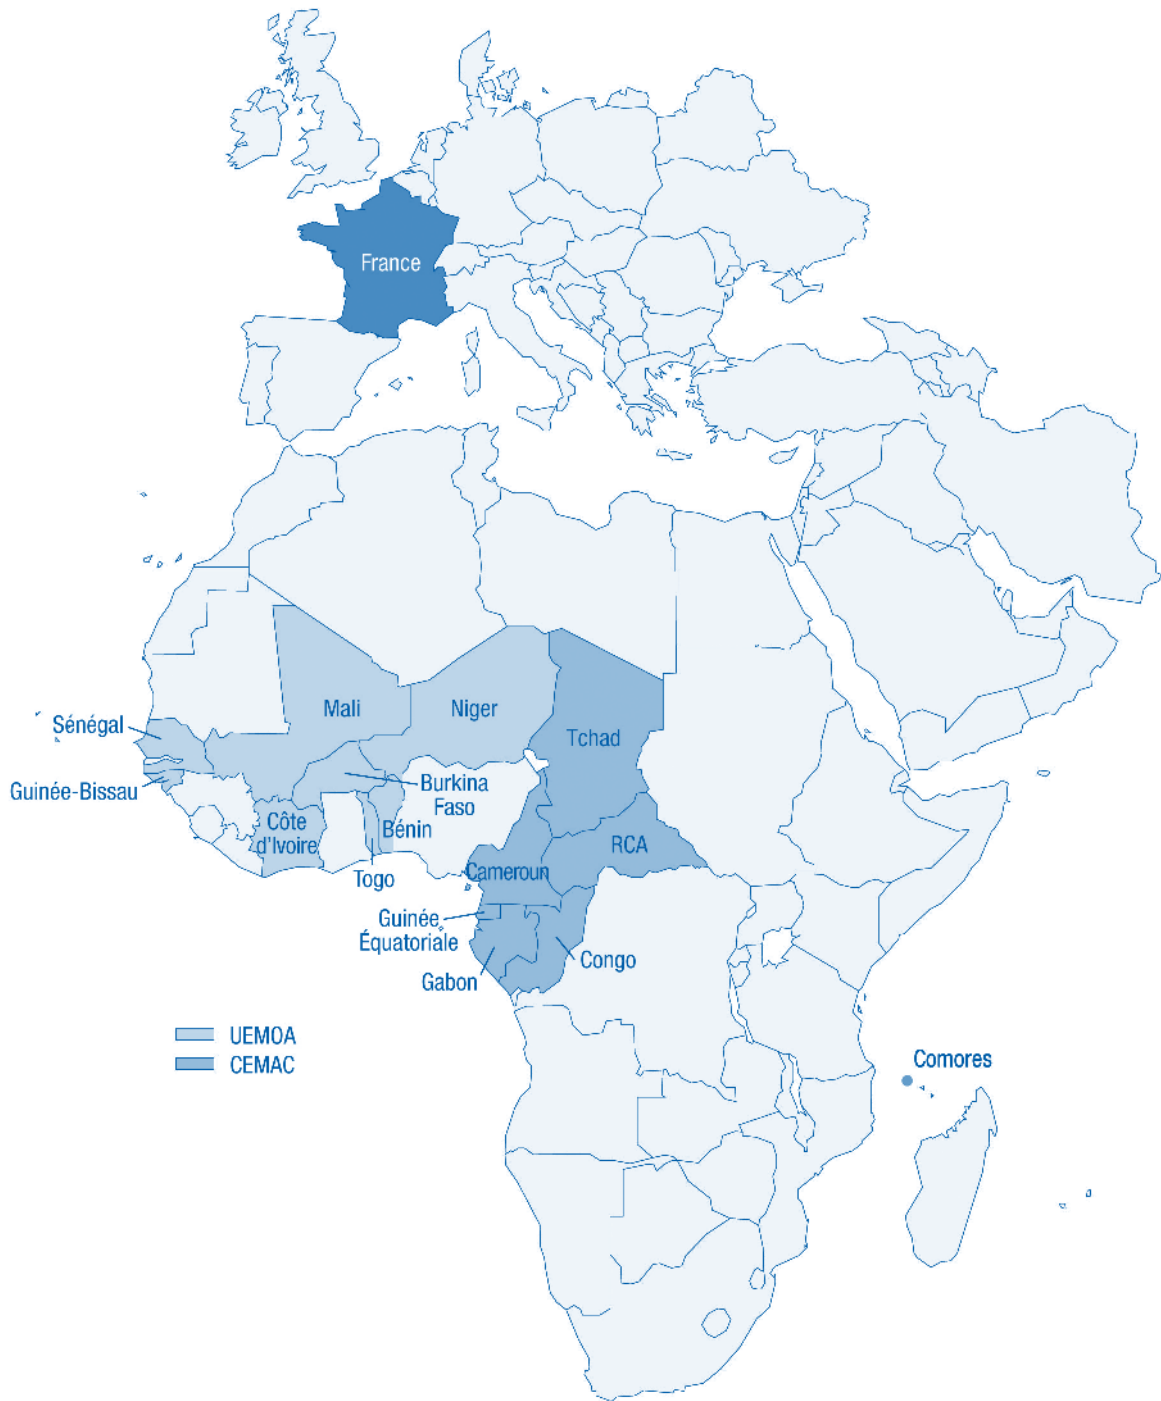 France
Mali
Niger
Sénégal
Tchad
Guinée-Bissau
Burkina
Faso
Côte
d'Ivoire
Bénin
RCA
Togo
Cameroun
Guinée
Équatoriale
Congo
Gabon
UEMOA
CEMAC
Comores